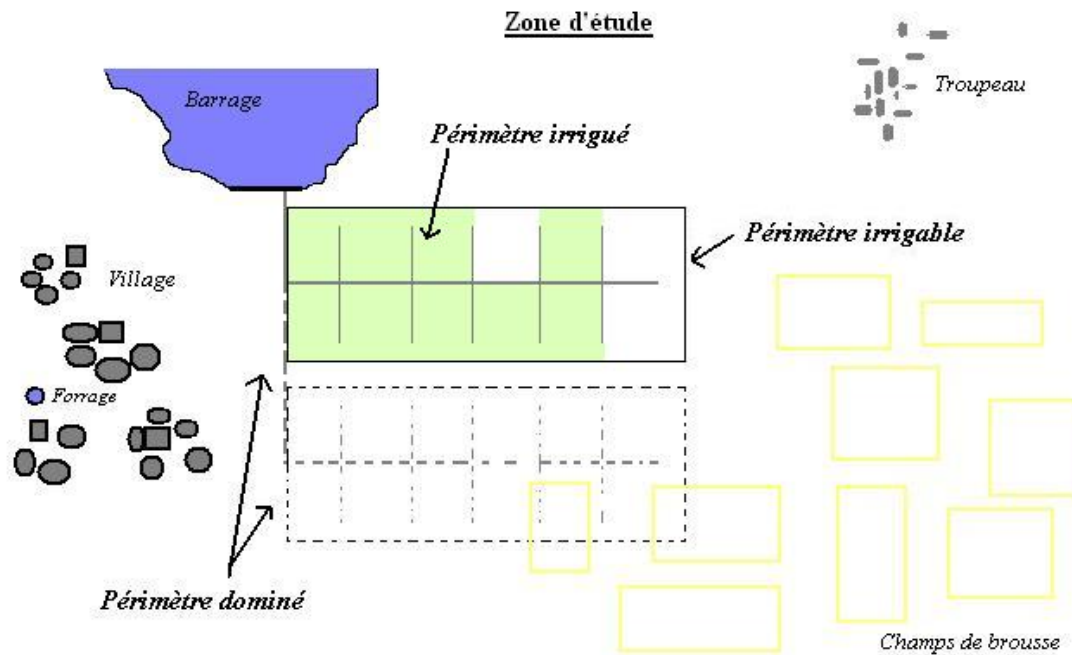 Zone d'étude
Troupeau
Barrage
Périmètre irrigué
Périmètre irrigable
Village
Forrage
Périmètre dominé
Champs de brousse